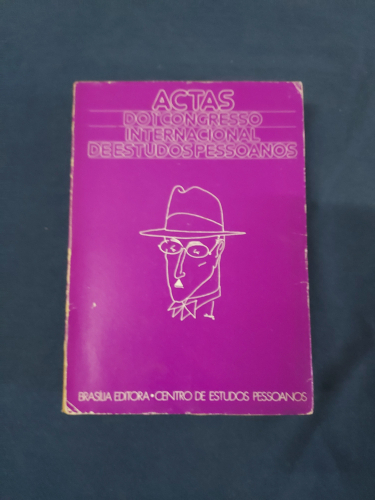 ACTAS
DO I CONGRESSO
INTERNACIONAL
DE ESTUDOS PESSOANOS
BRASÍLIA EDITORA • CENTRO DE ESTUDOS PESSOANOS